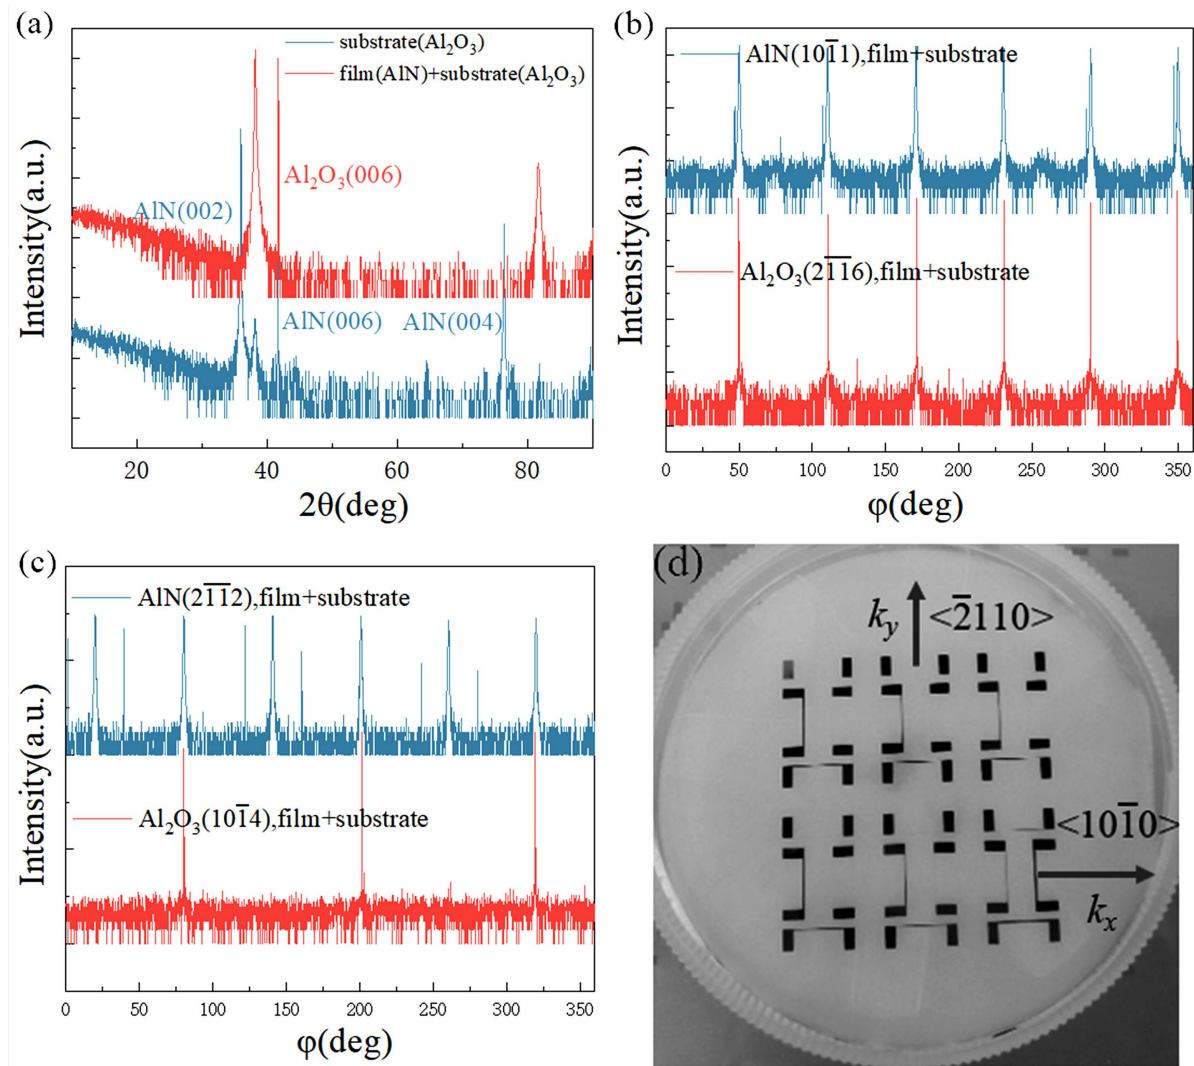 (a)
substrate(Al₂O₃)
film(AlN)+substrate(Al₂O₃)
Al₂O₃(006)
AlN(002)
AlN(006)
AlN(004)
Intensity(a.u.)
20
40
60
80
2θ(deg)
(b)
AlN(101̅1),film+substrate
Al₂O₃(21̅1̅6),film+substrate
Intensity(a.u.)
0
50
100
150
200
250
300
350
φ(deg)
(c)
AlN(21̅1̅2),film+substrate
Al₂O₃(101̅4),film+substrate
Intensity(a.u.)
0
50
100
150
200
250
300
350
φ(deg)
(d)
k_y
<2̅110>
<101̅0>
k_x